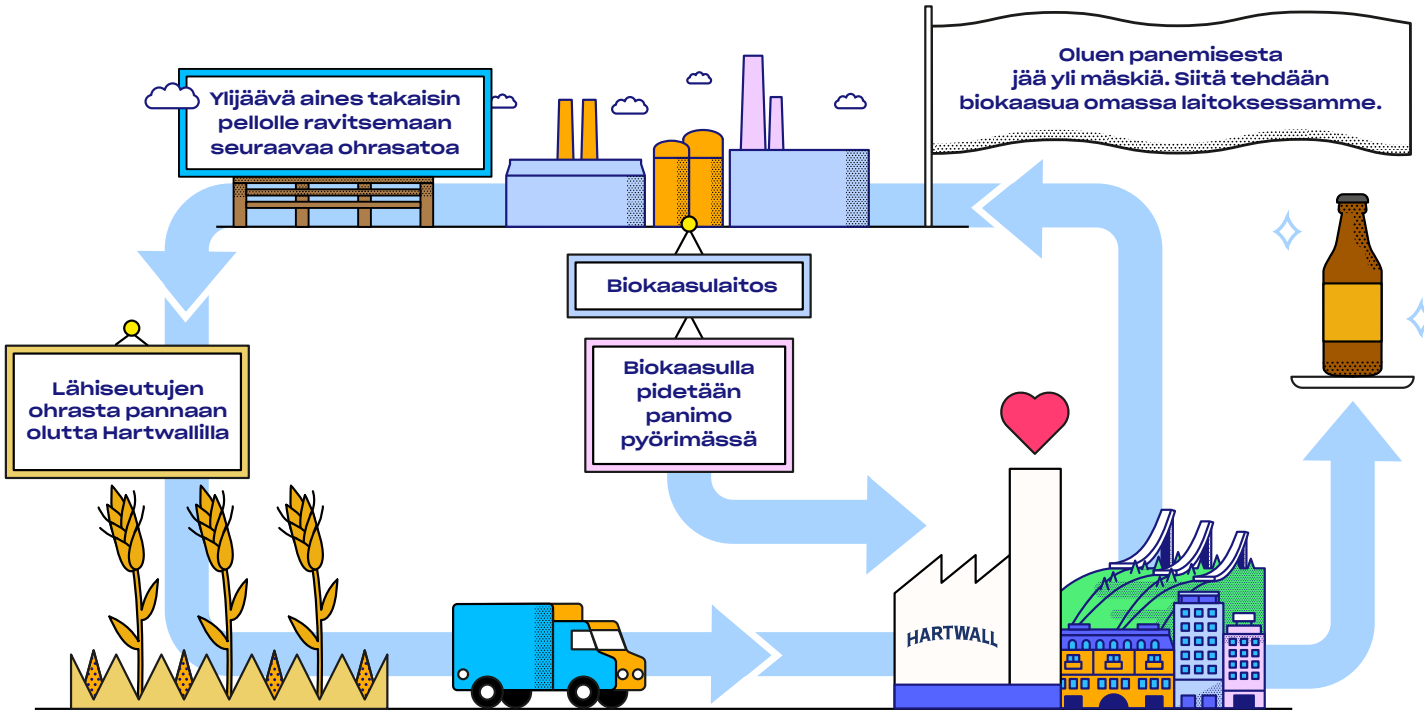 Oluen panemisesta
jää yli mäskiä. Siitä tehdään
biokaasua omassa laitoksessamme.
Ylijäävä aines takaisin
pellolle ravitsemaan
seuraavaa ohrasatoa
Biokaasulaitos
Biokaasulla
pidetään
panimo
pyörimässä
Lähiseutujen
ohrasta pannaan
olutta Hartwallilla
HARTWALL